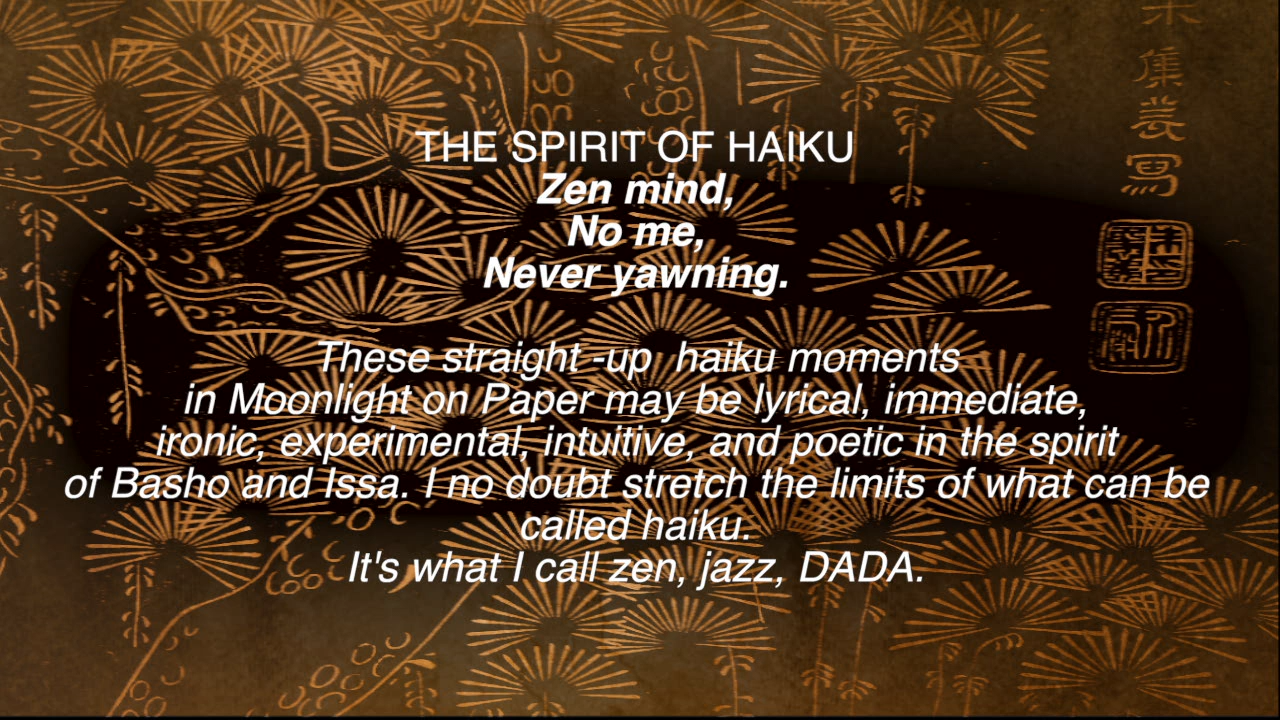 THE SPIRIT OF HAIKU
Zen mind,
No me,
Never yawning.
These straight -up  haiku moments
in Moonlight on Paper may be lyrical, immediate,
ironic, experimental, intuitive, and poetic in the spirit
of Basho and Issa. I no doubt stretch the limits of what can be
called haiku.
It's what I call zen, jazz, DADA.